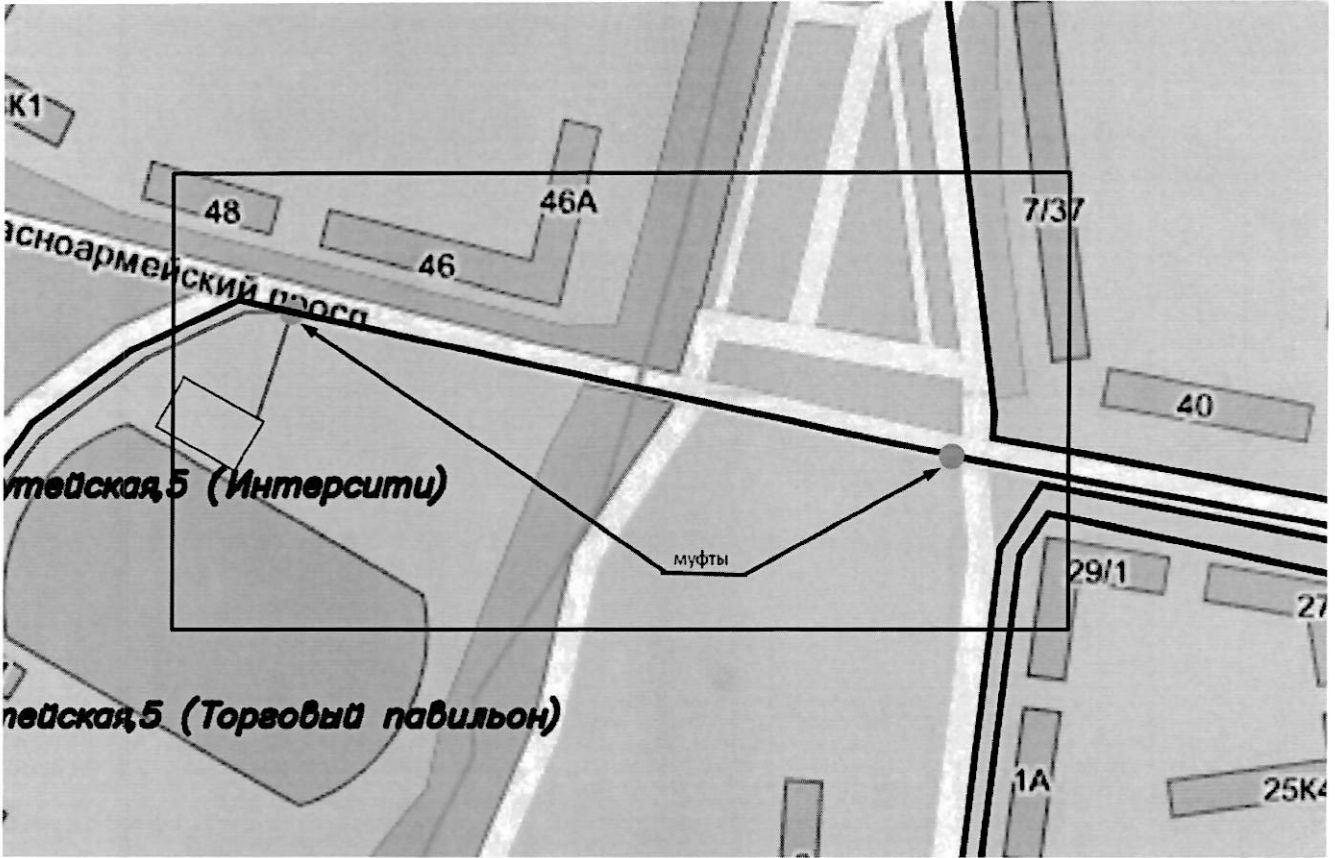 К1
48
46А
7/37
46
асноармейский просп
40
утейская,5 (Интерсити)
муфты
29/1
27
тейская,5 (Торговый павильон)
1А
25К4